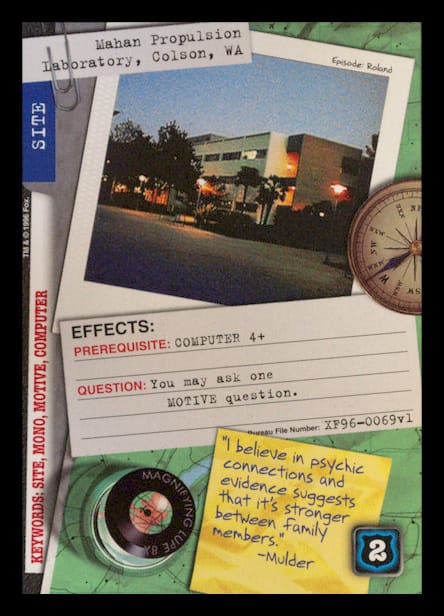 Mahan Propulsion
Laboratory, Colson, WA
Episode: Roland
SITE
TM & © 1996 Fox.
KEYWORDS: SITE, MONO, MOTIVE, COMPUTER
EFFECTS:
PREREQUISITE: COMPUTER 4+
QUESTION: You may ask one
MOTIVE question.
Bureau File Number: XF96-0069v1
MAGNIFYING LUPE 8X
"I believe in psychic
connections and
evidence suggests
that it's stronger
between family
members."
-Mulder
2
NW
W
SW